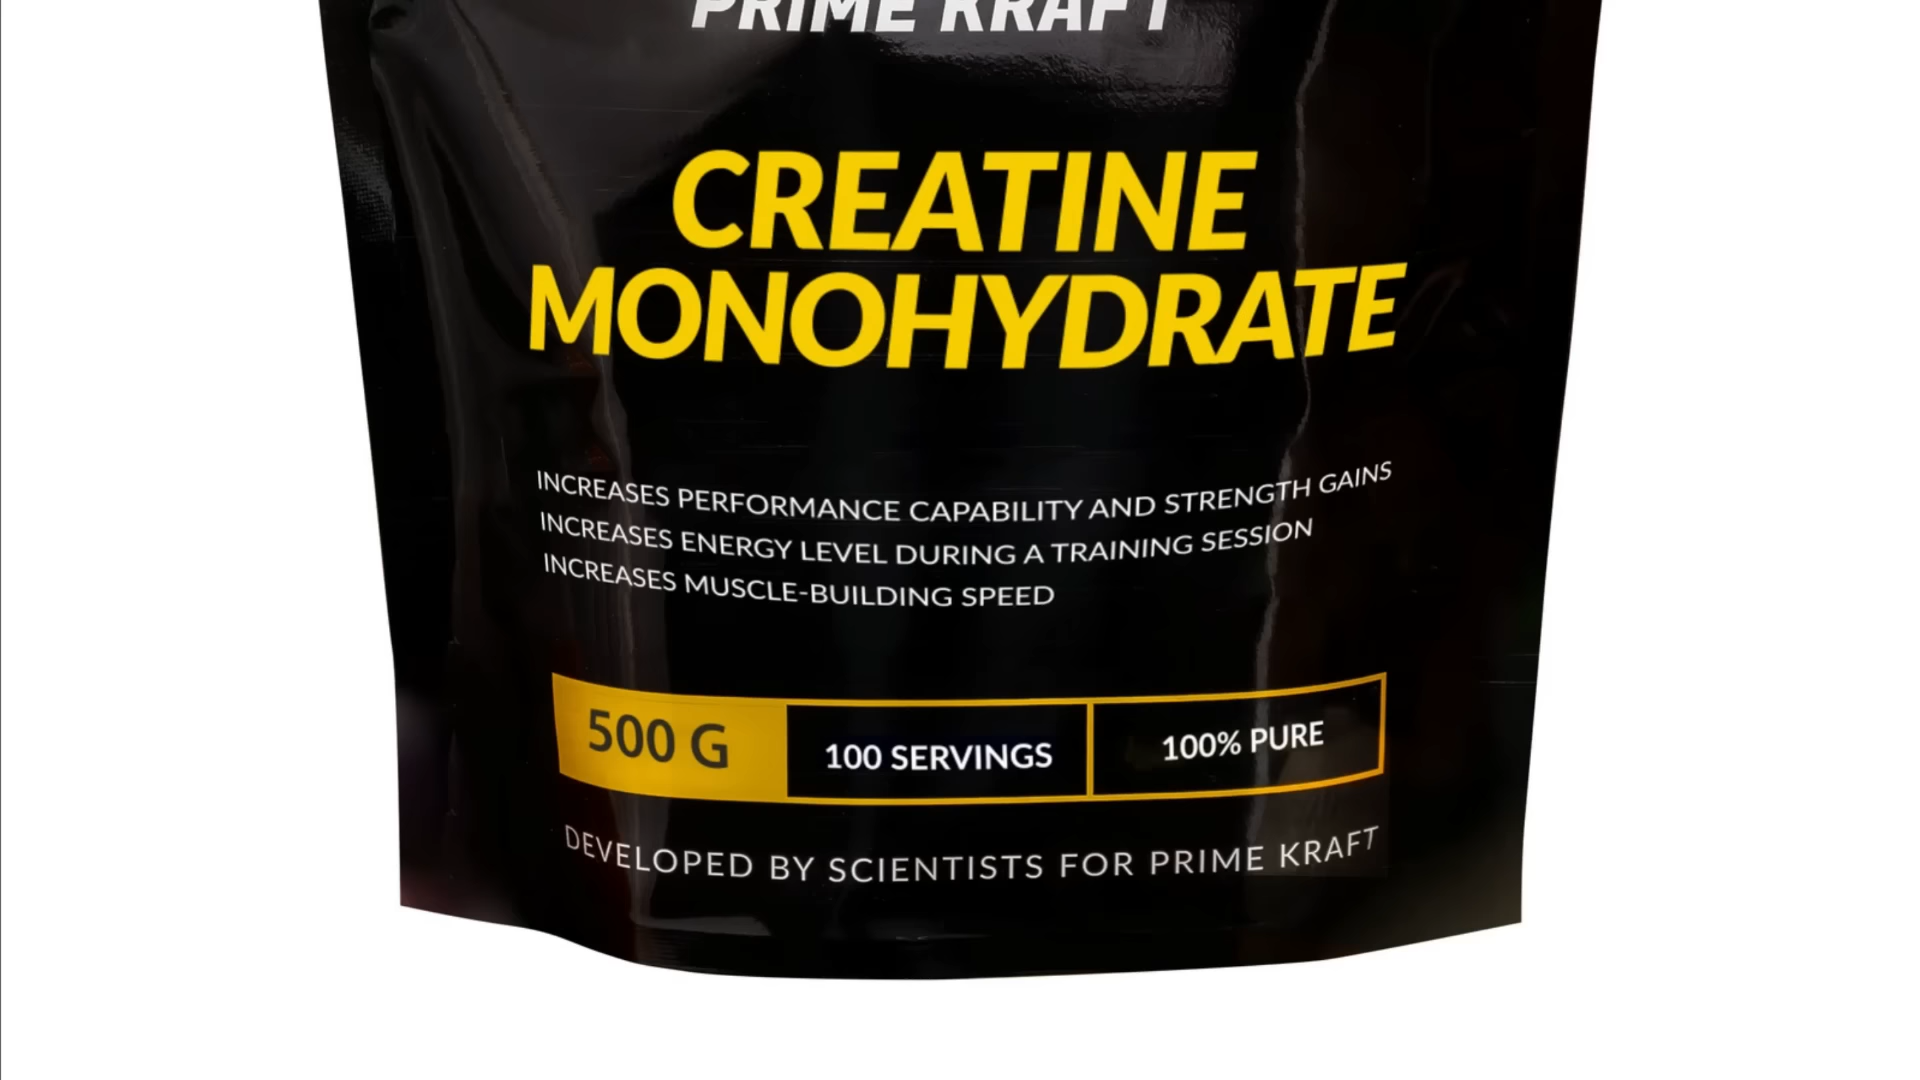 PRIME KRAFT
CREATINE
MONOHYDRATE
INCREASES PERFORMANCE CAPABILITY AND STRENGTH GAINS
INCREASES ENERGY LEVEL DURING A TRAINING SESSION
INCREASES MUSCLE-BUILDING SPEED
500 G
100 SERVINGS
100% PURE
DEVELOPED BY SCIENTISTS FOR PRIME KRAFT